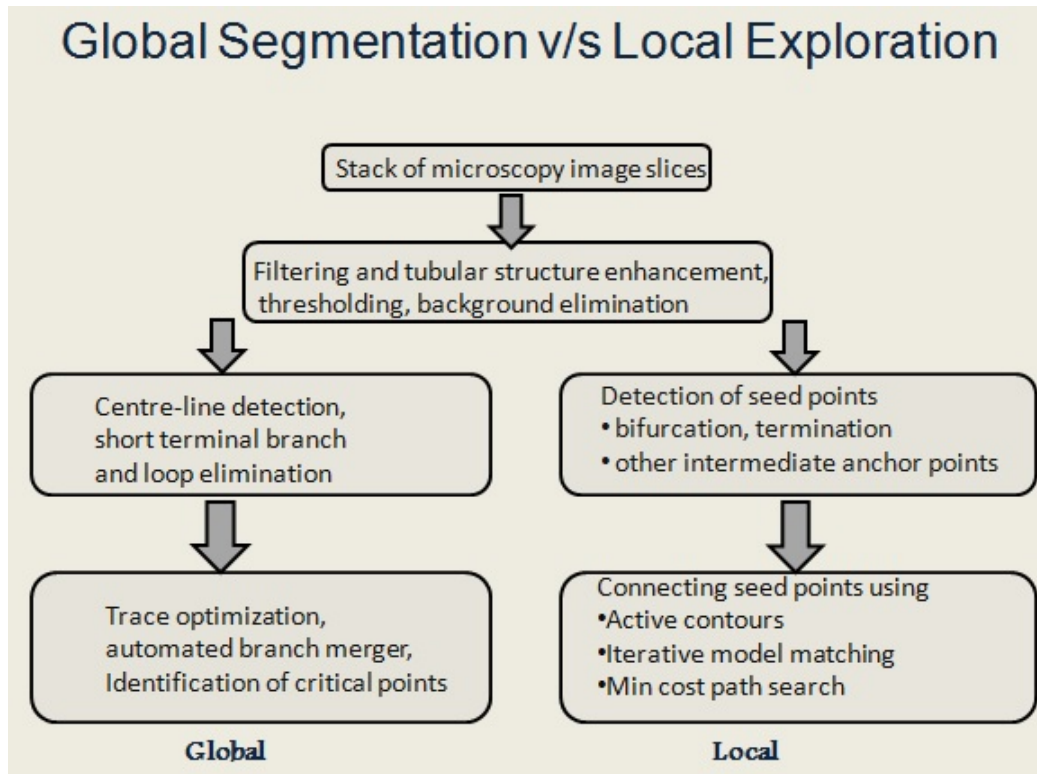 Global Segmentation v/s Local Exploration
Stack of microscopy image slices
Filtering and tubular structure enhancement,
thresholding, background elimination
Centre-line detection,
short terminal branch
and loop elimination
Detection of seed points
•bifurcation, termination
•other intermediate anchor points
Trace optimization,
automated branch merger,
Identification of critical points
Connecting seed points using
•Active contours
•Iterative model matching
•Min cost path search
Global
Local